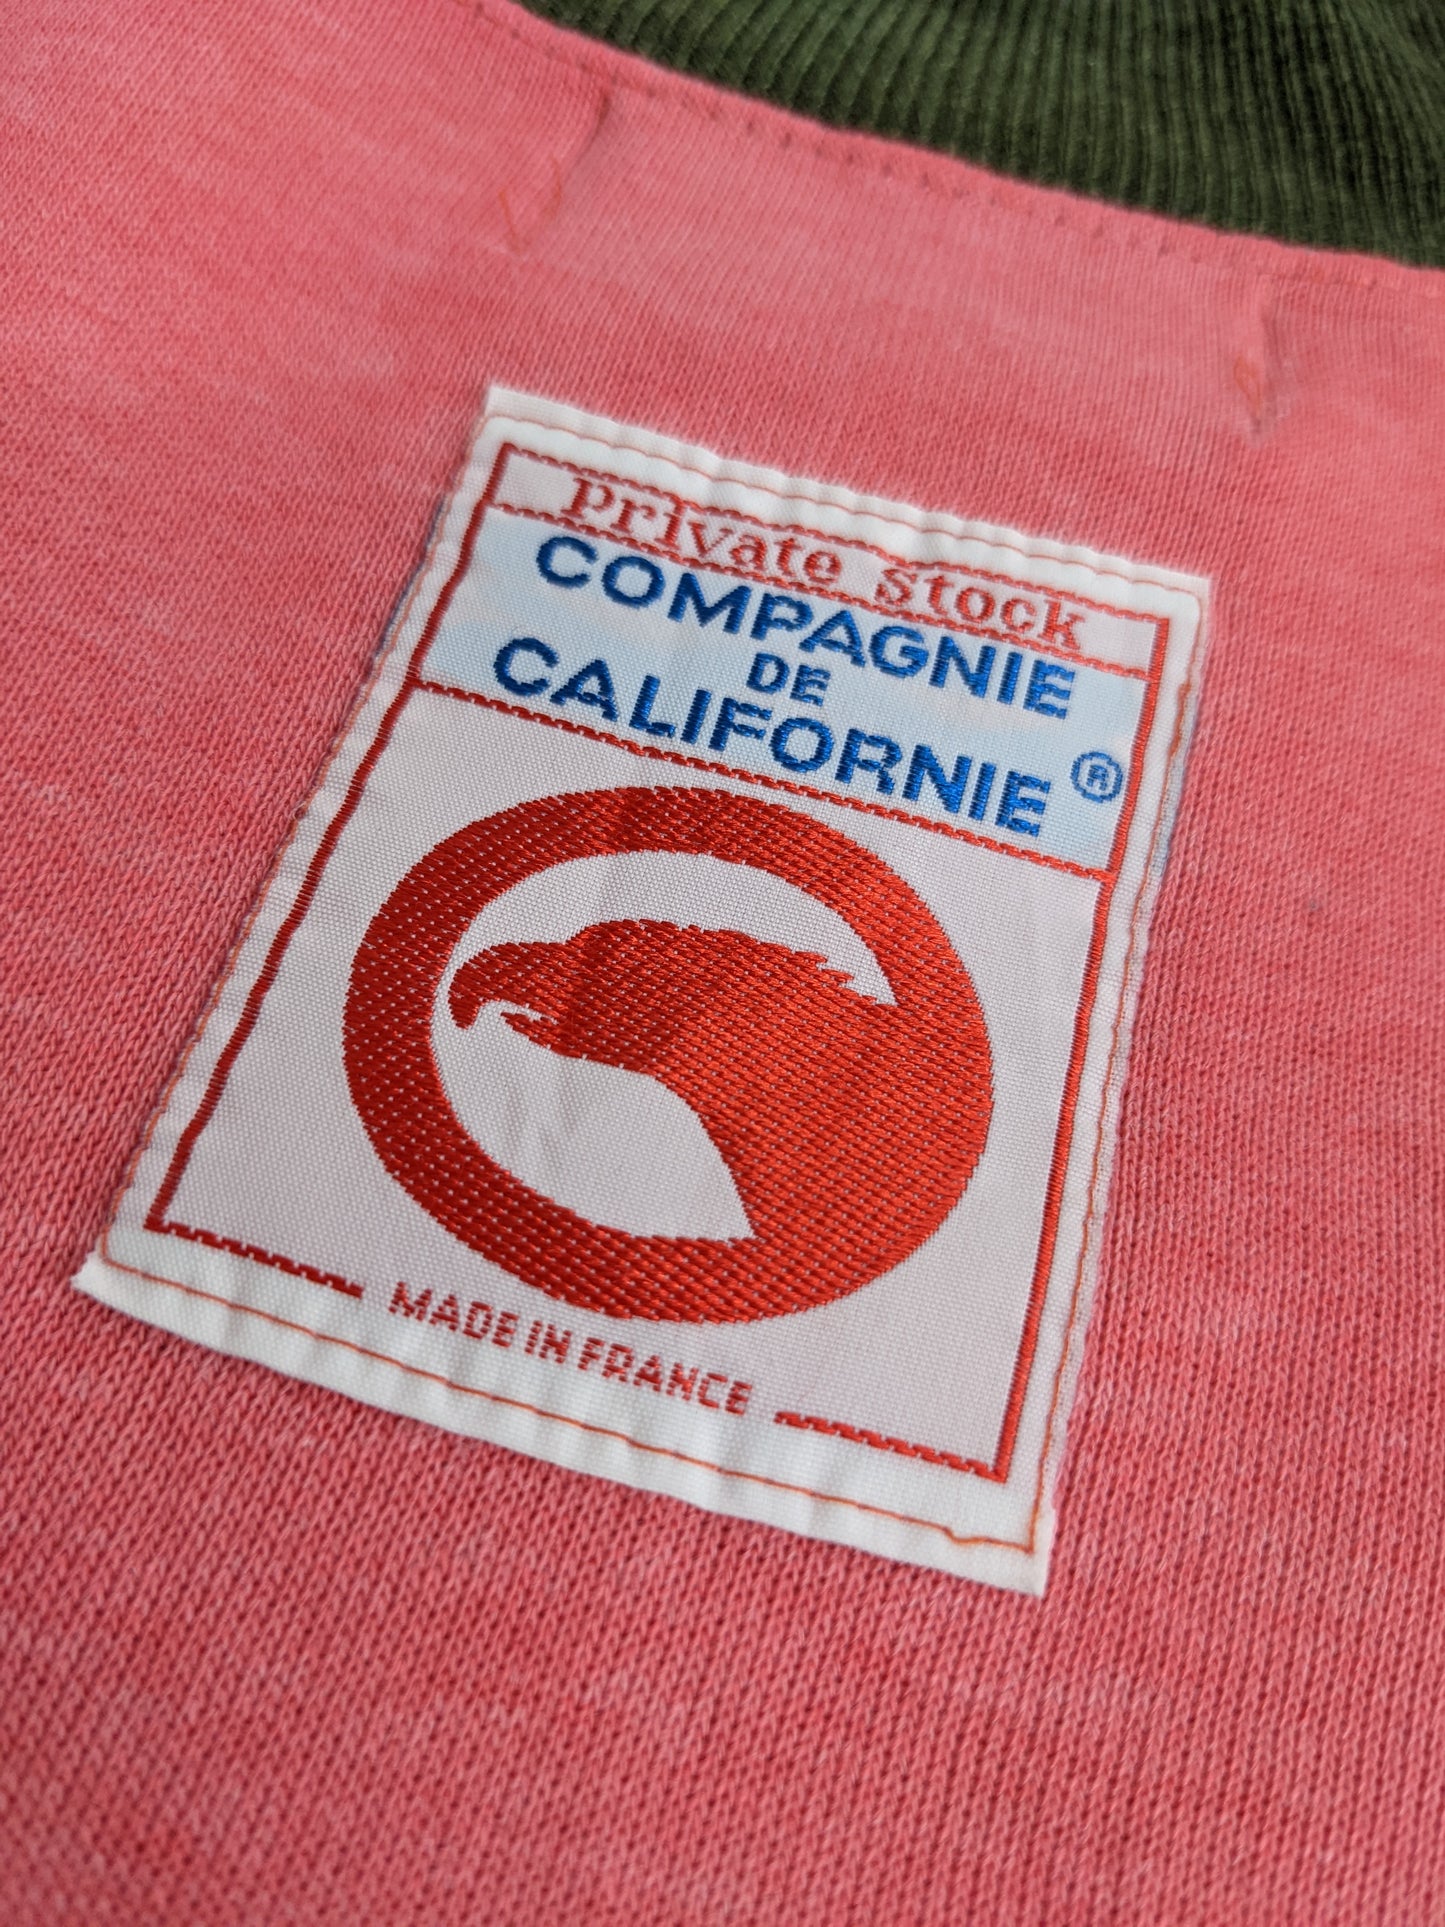 private stock
COMPAGNIE
DE
CALIFORNIE ®
MADE IN FRANCE